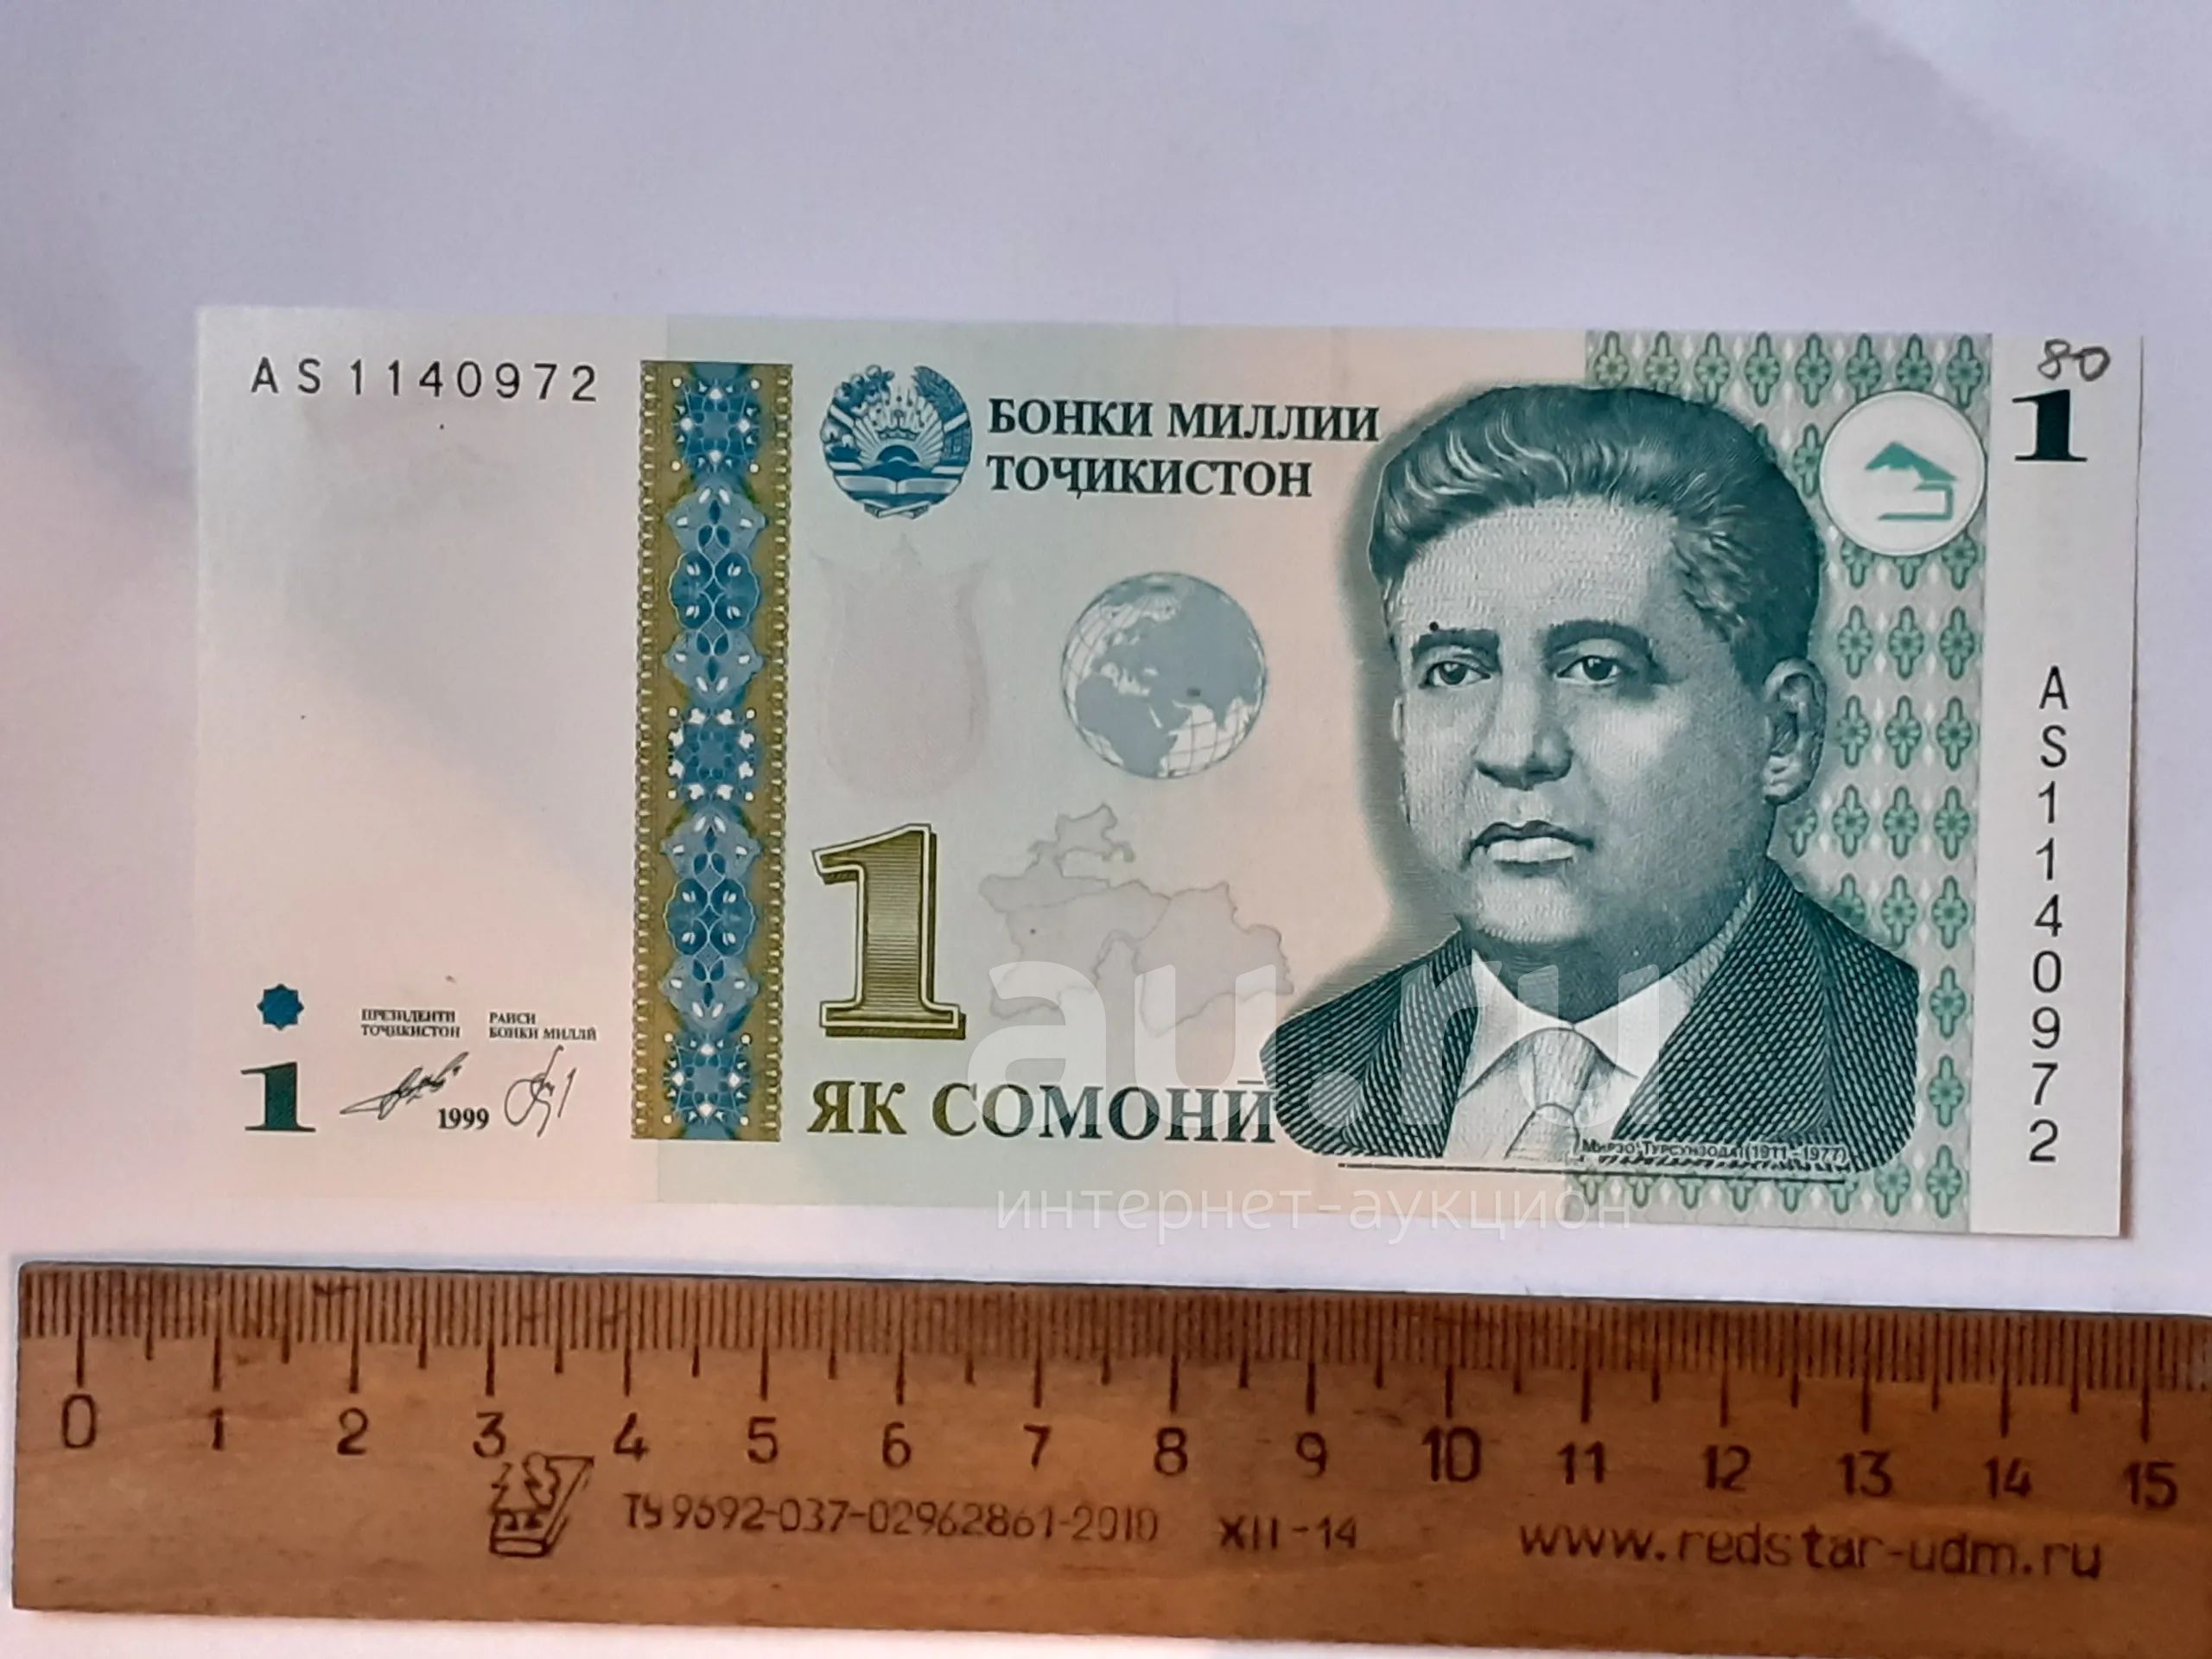 AS1140972
БОНКИ МИЛЛИИ
ТОҶИКИСТОН
80
1
AS1140972
1
ЯК СОМОНӢ
ПРЕЗИДЕНТИ
ТОҶИКИСТОН
РАИСИ
БОНКИ МИЛЛӢ
1
1999
Мирзо Турсунзода (1911-1977)
au.ru
интернет-аукцион
0 1 2 3 4 5 6 7 8 9 10 11 12 13 14 15
ТУ 9692-037-02962861-2010 XII-14 www.redstar-udm.ru